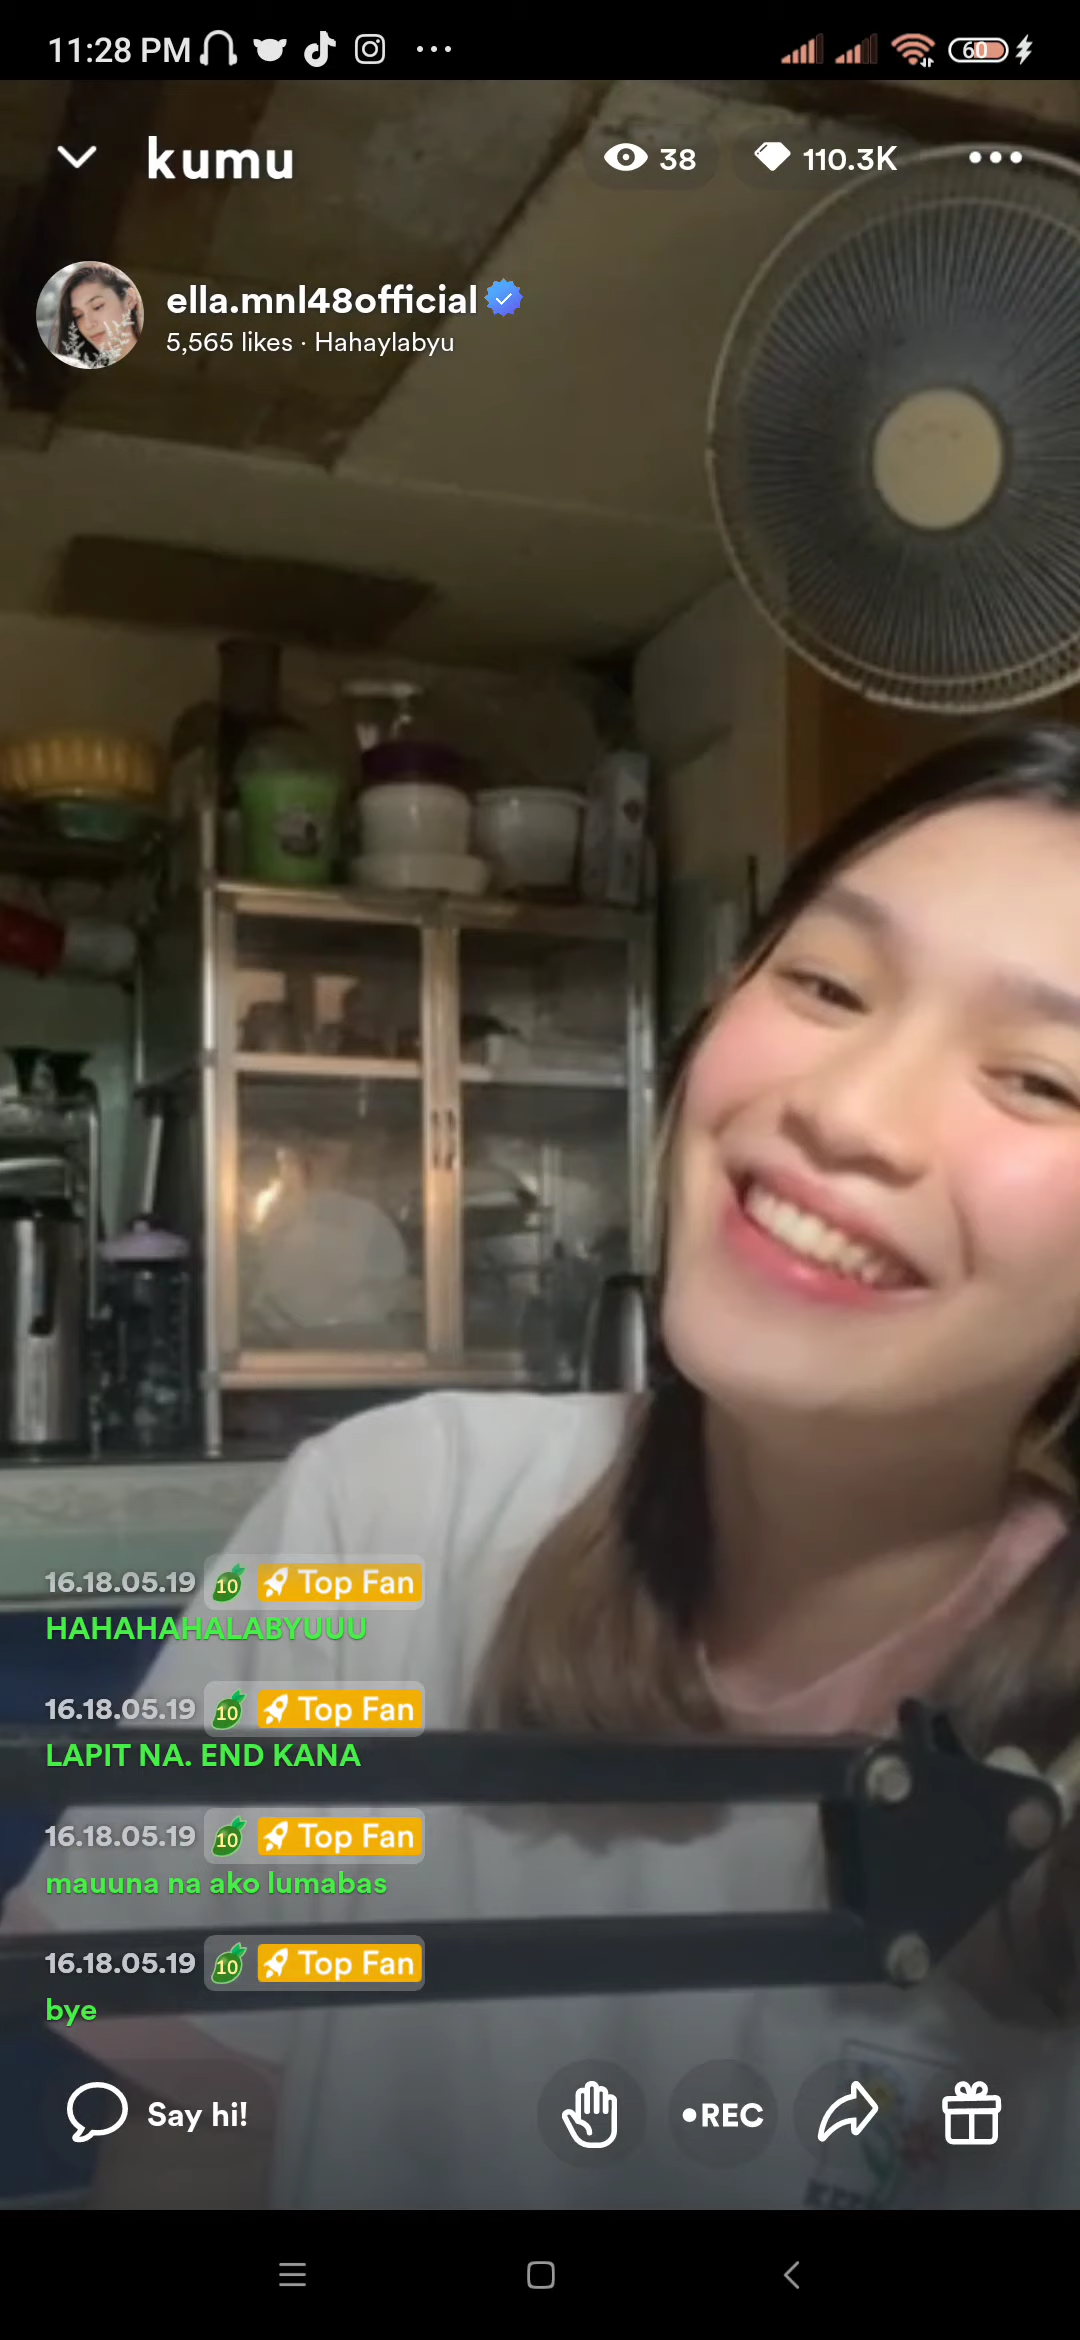 11:28 PM
60
kumu
38
110.3K
ella.mnl48official
5,565 likes · Hahaylabyu
16.18.05.19 10 Top Fan
HAHAHAHALABYUUU
16.18.05.19 10 Top Fan
LAPIT NA. END KANA
16.18.05.19 10 Top Fan
mauuna na ako lumabas
16.18.05.19 10 Top Fan
bye
Say hi!
•REC